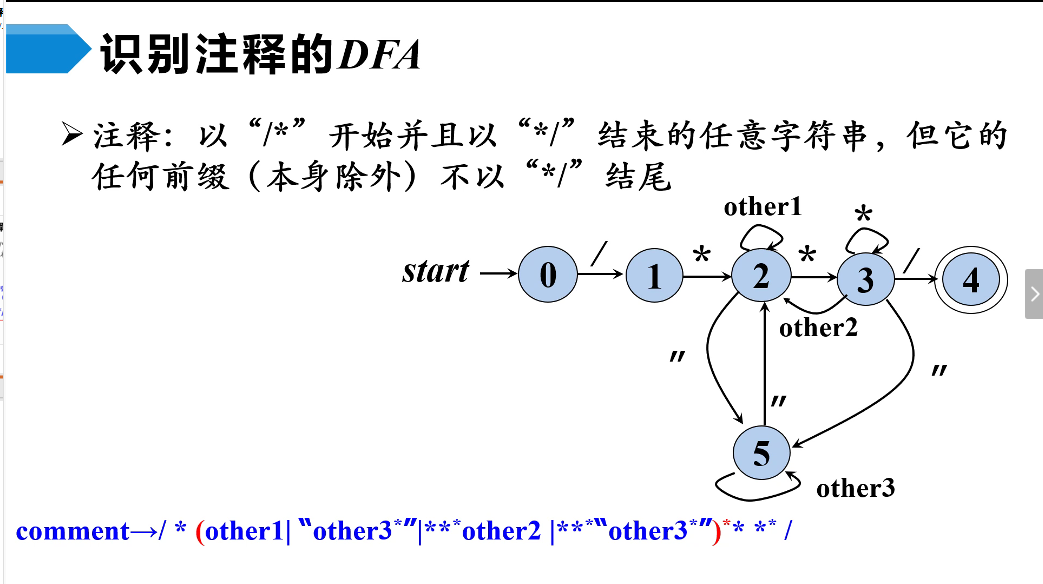 识别注释的DFA
➢注释：以“/*”开始并且以“*/”结束的任意字符串，但它的
任何前缀（本身除外）不以“*/”结尾
other1
*
start
0
/
1
*
2
*
3
/
4
other2
"
"
"
5
other3
comment→/ * (other1| "other3*"|***other2 |***"other3*")** ** /